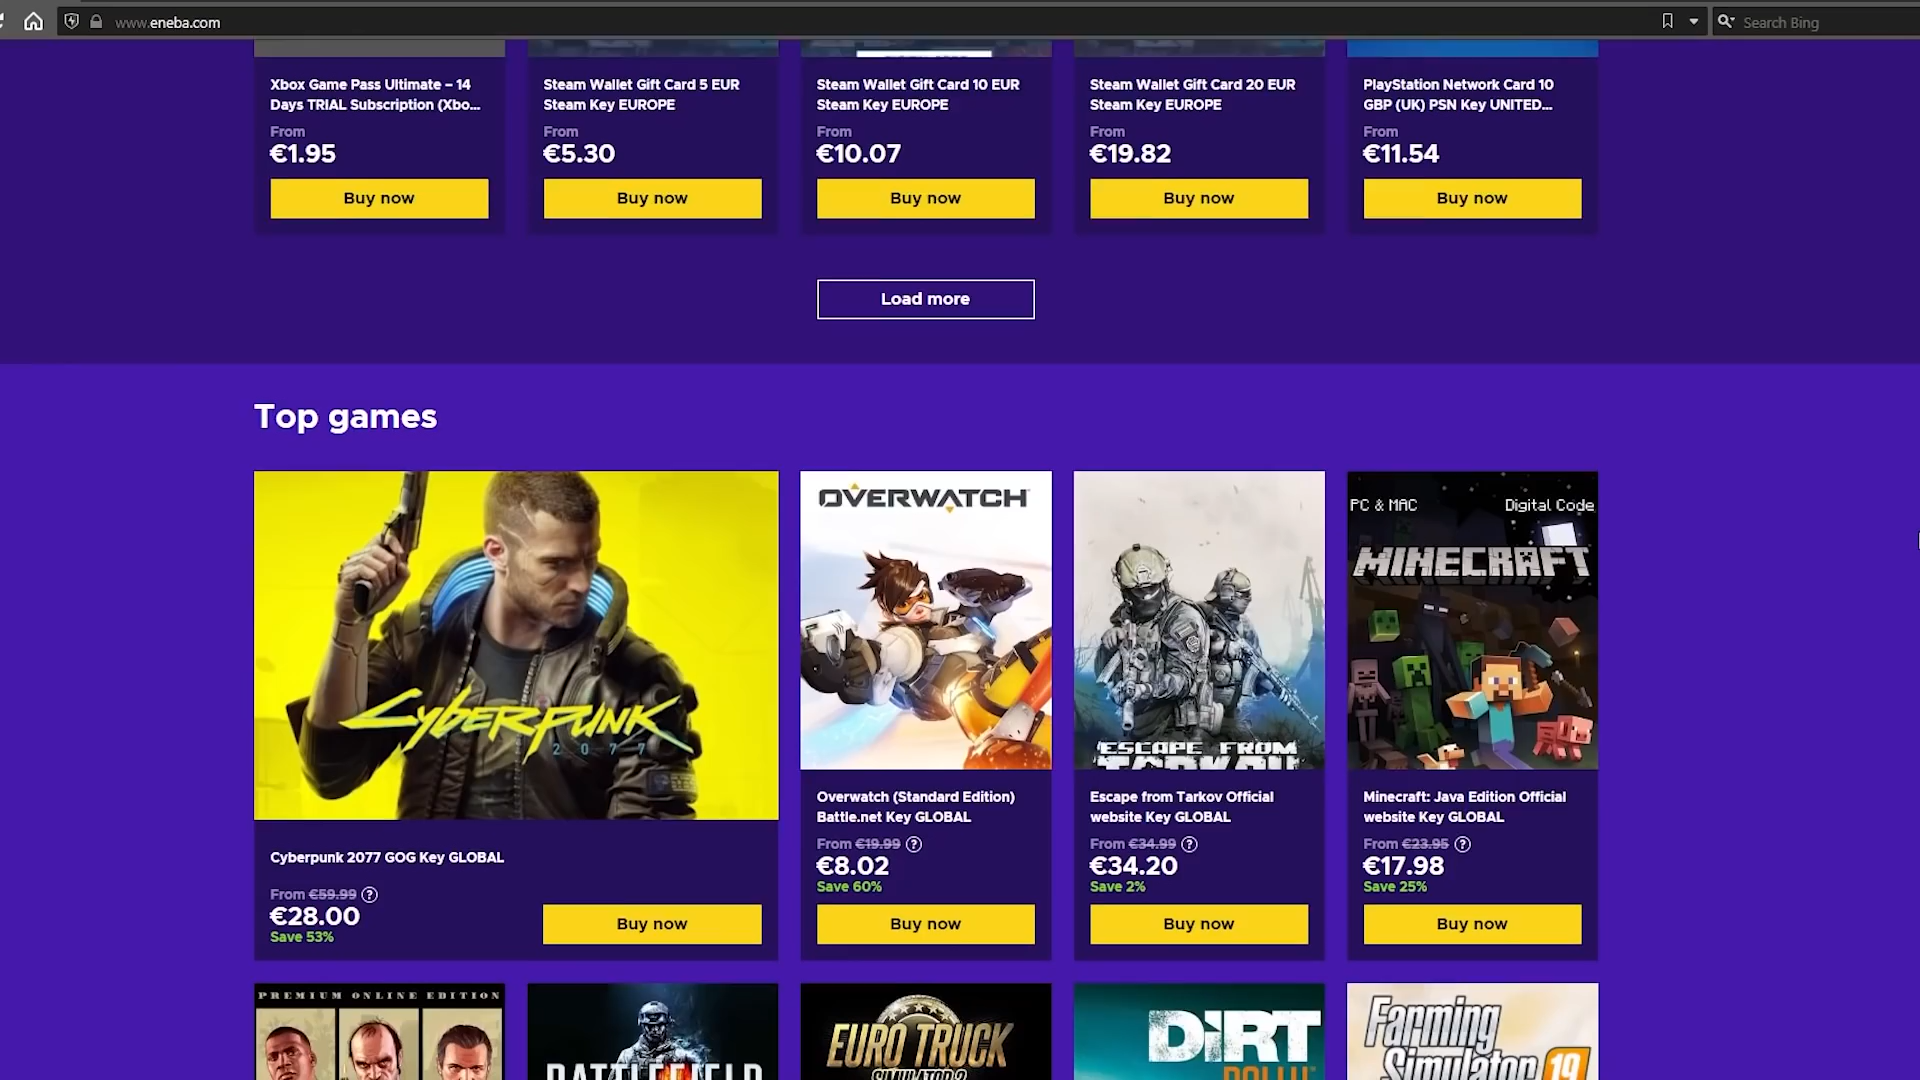 www.eneba.com
Search Bing
Xbox Game Pass Ultimate – 14
Days TRIAL Subscription (Xbo...
From
€1.95
Buy now
Steam Wallet Gift Card 5 EUR
Steam Key EUROPE
From
€5.30
Buy now
Steam Wallet Gift Card 10 EUR
Steam Key EUROPE
From
€10.07
Buy now
Steam Wallet Gift Card 20 EUR
Steam Key EUROPE
From
€19.82
Buy now
PlayStation Network Card 10
GBP (UK) PSN Key UNITED...
From
€11.54
Buy now
Load more
Top games
CYBERPUNK
2077
Cyberpunk 2077 GOG Key GLOBAL
From €59.99 ?
€28.00
Save 53%
Buy now
OVERWATCH
Overwatch (Standard Edition)
Battle.net Key GLOBAL
From €19.99 ?
€8.02
Save 60%
Buy now
ESCAPE FROM
TARKOV
Escape from Tarkov Official
website Key GLOBAL
From €34.99 ?
€34.20
Save 2%
Buy now
PC & MAC Digital Code
MINECRAFT
Minecraft: Java Edition Official
website Key GLOBAL
From €23.95 ?
€17.98
Save 25%
Buy now
PREMIUM ONLINE EDITION
BATTLEFIELD
EURO TRUCK
SIMULATOR 2
DiRT
RALLY
Farming
Simulator 19